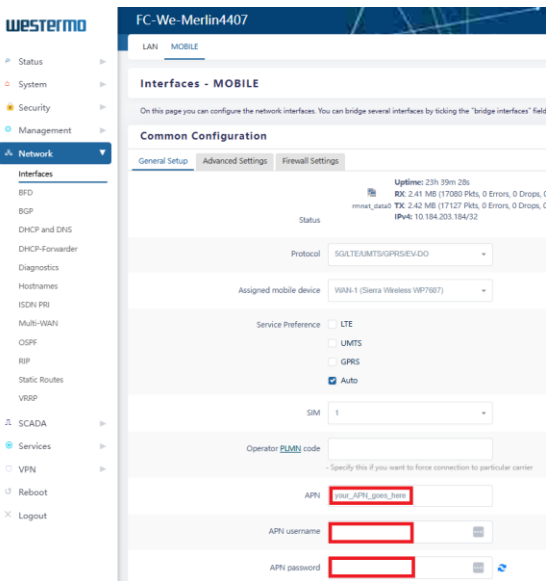 westermo
FC-We-Merlin4407
LAN MOBILE
Status
System
Security
Management
Network
Interfaces
BFD
BGP
DHCP and DNS
DHCP-Forwarder
Diagnostics
Hostnames
ISDN PRI
Multi-WAN
OSPF
RIP
Static Routes
VRRP
SCADA
Services
VPN
Reboot
Logout
Interfaces - MOBILE
On this page you can configure the network interfaces. You can bridge several interfaces by ticking the "bridge interfaces" field
Common Configuration
General Setup Advanced Settings Firewall Settings
Status
rmnet_data0
Uptime: 23h 39m 28s
RX: 2.41 MB (17080 Pkts, 0 Errors, 0 Drops,
TX: 2.42 MB (17127 Pkts, 0 Errors, 0 Drops,
IPv4: 10.184.203.184/32
Protocol 5G/LTE/UMTS/GPRS/EV-DO
Assigned mobile device WAN-1 (Sierra Wireless WP7607)
Service Preference LTE
UMTS
GPRS
Auto
SIM 1
Operator PLMN code
- Specify this if you want to force connection to particular carrier
APN your_APN_goes_here
APN username
APN password